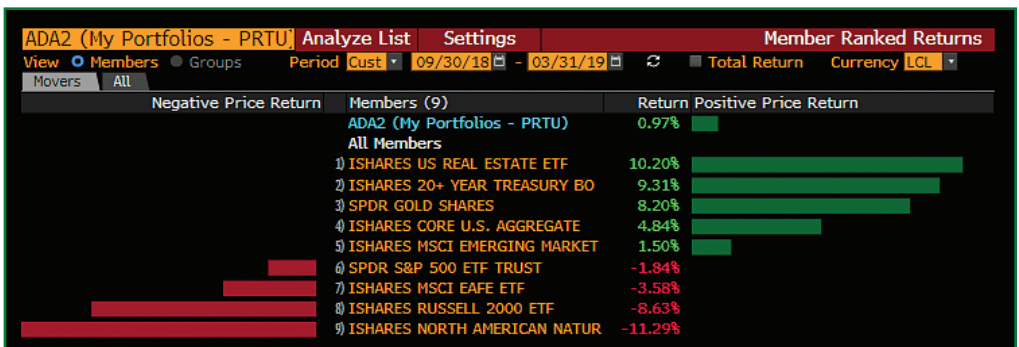 ADA2 (My Portfolios - PRTU) Analyze List Settings Member Ranked Returns
View Members Groups Period Cust 09/30/18 - 03/31/19 Total Return Currency LCL
Movers All
Negative Price Return Members (9) Return Positive Price Return
ADA2 (My Portfolios - PRTU) 0.97%
All Members
1) ISHARES US REAL ESTATE ETF 10.20%
2) ISHARES 20+ YEAR TREASURY BO 9.31%
3) SPDR GOLD SHARES 8.20%
4) ISHARES CORE U.S. AGGREGATE 4.84%
5) ISHARES MSCI EMERGING MARKET 1.50%
6) SPDR S&P 500 ETF TRUST -1.84%
7) ISHARES MSCI EAFE ETF -3.58%
8) ISHARES RUSSELL 2000 ETF -8.63%
9) ISHARES NORTH AMERICAN NATUR -11.29%